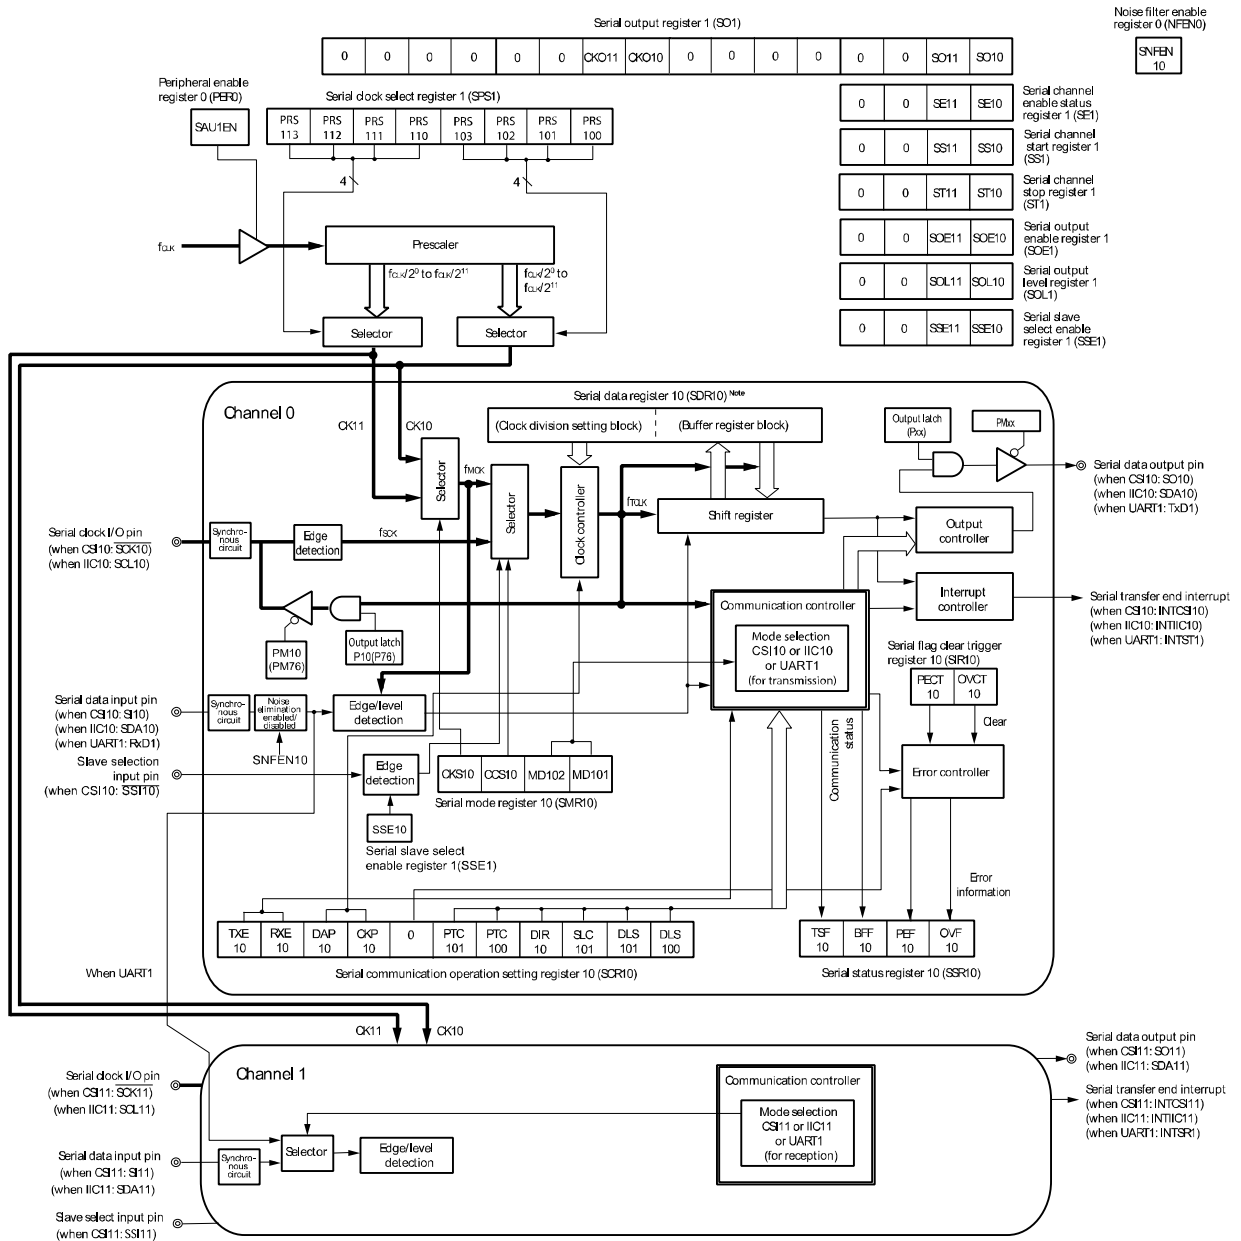 Serial output register 1 (SO1)
0 0 0 0 0 0 CKO11 CKO10 0 0 0 0 0 0 SO11 SO10
Noise filter enable
register 0 (NFEN0)
SNFEN
10
Peripheral enable
register 0 (PER0)
SAU1EN
Serial clock select register 1 (SPS1)
PRS PRS PRS PRS PRS PRS PRS PRS
113 112 111 110 103 102 101 100
4
4
0 0 SE11 SE10
Serial channel
enable status
register 1 (SE1)
0 0 SS11 SS10
Serial channel
start register 1
(SS1)
0 0 ST11 ST10
Serial channel
stop register 1
(ST1)
0 0 SOE11 SOE10
Serial output
enable register 1
(SOE1)
0 0 SOL11 SOL10
Serial output
level register 1
(SOL1)
0 0 SSE11 SSE10
Serial slave
select enable
register 1 (SSE1)
fCLK
Prescaler
fCLK/2⁰ to fCLK/2¹¹
fCLK/2⁰ to
fCLK/2¹¹
Selector
Selector
Channel 0
CK11
CK10
Serial data register 10 (SDR10) Note
(Clock division setting block)
(Buffer register block)
Output latch
(Pxx)
PMxx
Serial data output pin
(when CSI10: SO10)
(when IIC10: SDA10)
(when UART1: TxD1)
Selector
fMCK
Selector
Clock controller
fTCLK
Shift register
Output
controller
Serial clock I/O pin
(when CSI10: SCK10)
(when IIC10: SCL10)
Synchro-
nous
circuit
Edge
detection
fSCK
Communication controller
Mode selection
CSI10 or IIC10
or UART1
(for transmission)
Interrupt
controller
Serial transfer end interrupt
(when CSI10: INTCSI10)
(when IIC10: INTIIC10)
(when UART1: INTST1)
PM10
(PM76)
Output latch
P10(P76)
Serial flag clear trigger
register 10 (SIR10)
PECT OVCT
10 10
Clear
Serial data input pin
(when CSI10: SI10)
(when IIC10: SDA10)
(when UART1: RxD1)
Synchro-
nous
circuit
Noise
elimination
enabled/
disabled
SNFEN10
Edge/level
detection
Communication
status
Error controller
Slave selection
input pin
(when CSI10: SSI10)
Edge
detection
CKS10 CCS10 MD102 MD101
Serial mode register 10 (SMR10)
SSE10
Serial slave select
enable register 1(SSE1)
Error
information
TXE RXE DAP CKP 0 PTC PTC DIR SLC DLS DLS
10 10 10 10 101 100 10 101 101 100
Serial communication operation setting register 10 (SCR10)
TSF BFF PEF OVF
10 10 10 10
Serial status register 10 (SSR10)
When UART1
CK11
CK10
Channel 1
Serial clock I/O pin
(when CSI11: SCK11)
(when IIC11: SCL11)
Communication controller
Mode selection
CSI11 or IIC11
or UART1
(for reception)
Serial data output pin
(when CSI11: SO11)
(when IIC11: SDA11)
Serial transfer end interrupt
(when CSI11: INTCSI11)
(when IIC11: INTIIC11)
(when UART1: INTSR1)
Serial data input pin
(when CSI11: SI11)
(when IIC11: SDA11)
Synchro-
nous
circuit
Selector
Edge/level
detection
Slave select input pin
(when CSI11: SSI11)